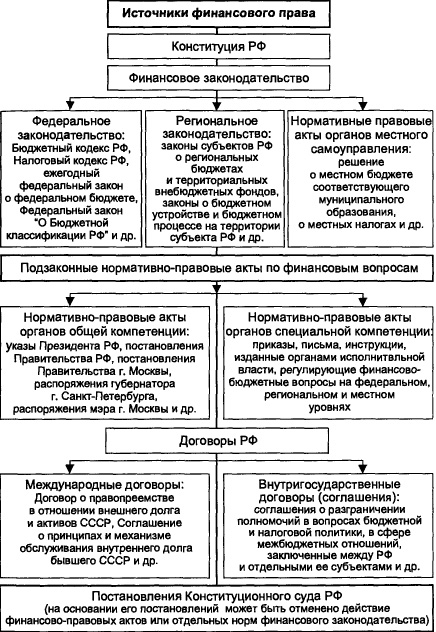 Источники финансового права
Конституция РФ
Финансовое законодательство
Федеральное
законодательство:
Бюджетный кодекс РФ,
Налоговый кодекс РФ,
ежегодный
федеральный закон
о федеральном бюджете,
Федеральный закон
"О Бюджетной
классификации РФ" и др.
Региональное
законодательство:
законы субъектов РФ
о региональных
бюджетах
и территориальных
внебюджетных фондов,
законы о бюджетном
устройстве и бюджетном
процессе на территории
субъекта РФ и др.
Нормативные правовые
акты органов местного
самоуправления:
решение
о местном бюджете
соответствующего
муниципального
образования,
о местных налогах и др.
Подзаконные нормативно-правовые акты по финансовым вопросам
Нормативно-правовые акты
органов общей компетенции:
указы Президента РФ, постановления
Правительства РФ, постановления
Правительства г. Москвы,
распоряжения губернатора
г. Санкт-Петербурга,
распоряжения мэра г. Москвы и др.
Нормативно-правовые акты
органов специальной компетенции:
приказы, письма, инструкции,
изданные органами исполнитвльной
власти, регулирующие финансово-
бюджетные вопросы на федеральном,
региональном и местном
уровнях
Договоры РФ
Международные договоры:
Договор о правопреемстве
в отношении внешнего долга
и активов СССР, Соглашение
о принципах и механизме
обслуживания внутреннего долга
бывшего СССР и др.
Внутригосударственные
договоры (соглашения):
соглашения о разграничении
полномочий в вопросах бюджетной
и налоговой политики, в сфере
межбюджетных отношений,
заключенные между РФ
и отдельными ее субъектами и др.
Постановления Конституционного суда РФ
(на основании его постановлений может быть отменено действие
финансово-правовых актов или отдельных норм финансового законодательства)